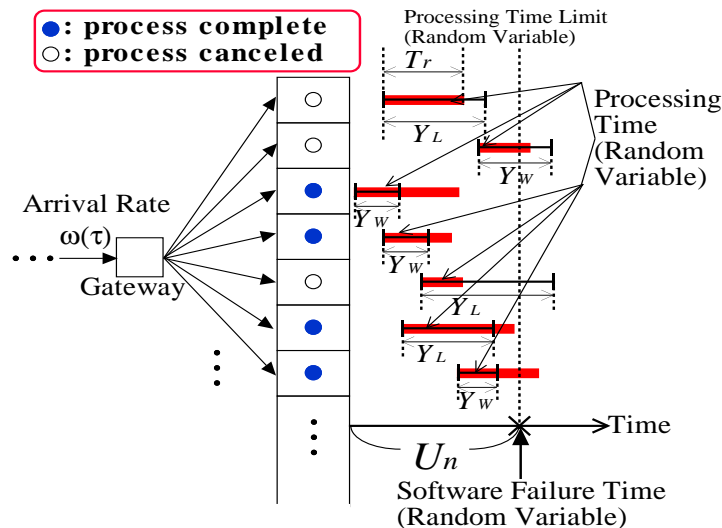 : process complete
: process canceled
Processing Time Limit
(Random Variable)
Tr
YL
Processing
Time
(Random
Variable)
YW
YW
Arrival Rate
ω(τ)
Gateway
YW
YL
YL
YW
Time
Un
Software Failure Time
(Random Variable)